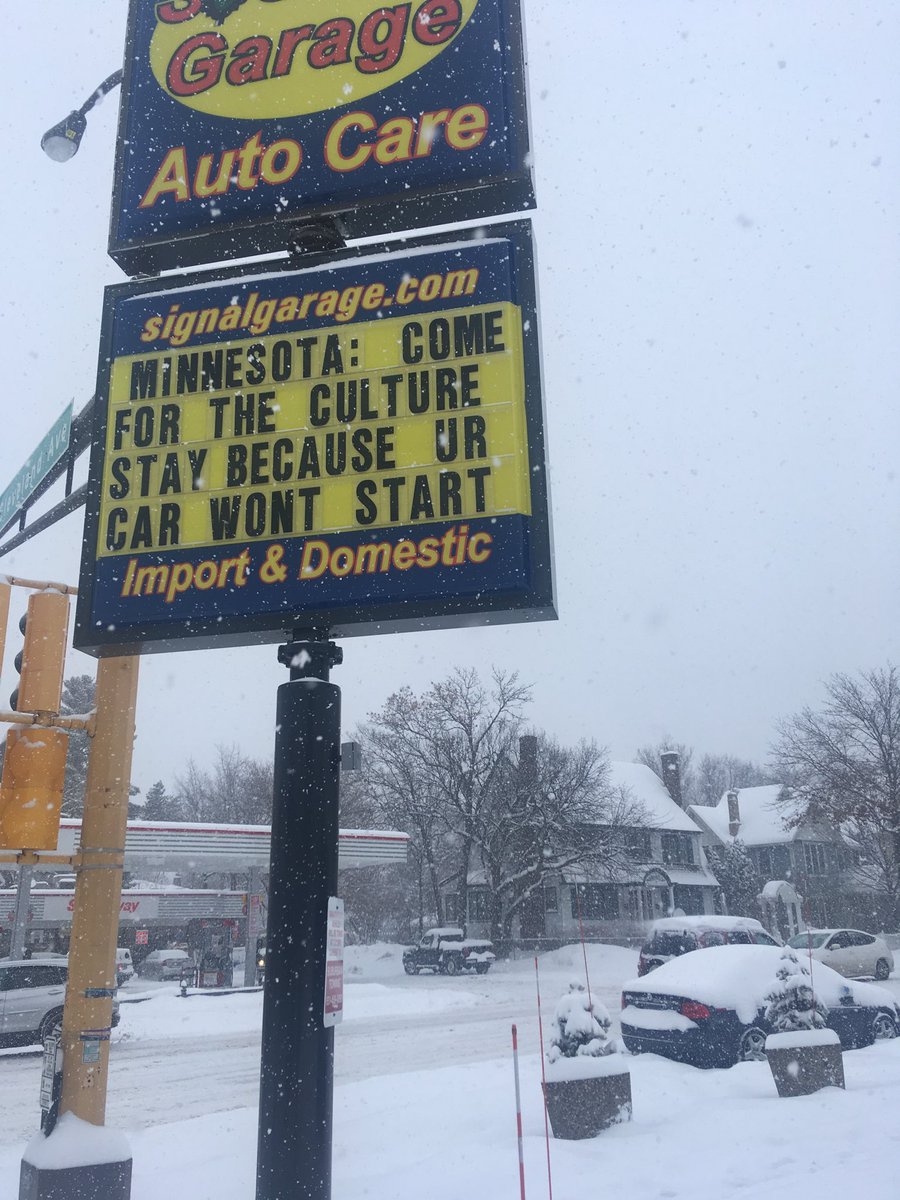 Garage
Auto Care
signalgarage.com
MINNESOTA: COME
FOR THE CULTURE
STAY BECAUSE UR
CAR WONT START
Import & Domestic